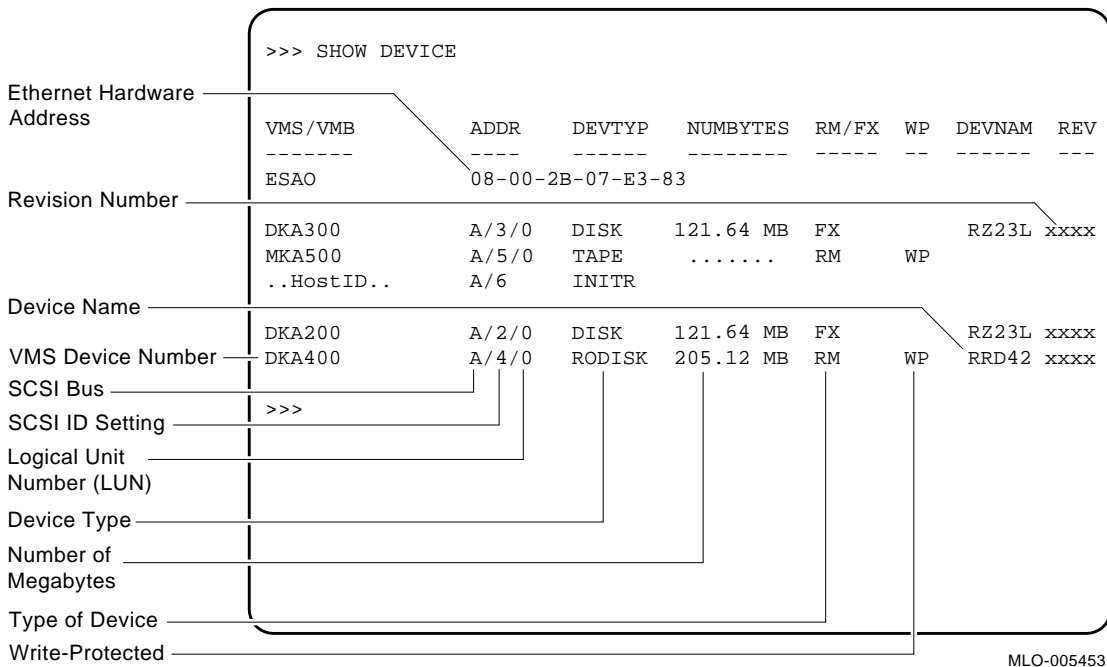 >>> SHOW DEVICE
Ethernet Hardware
Address
VMS/VMB ADDR DEVTYP NUMBYTES RM/FX WP DEVNAM REV
------- ---- ------ -------- ----- -- ------ ---
ESAO 08-00-2B-07-E3-83
Revision Number
DKA300 A/3/0 DISK 121.64 MB FX RZ23L xxxx
MKA500 A/5/0 TAPE ....... RM WP
..HostID.. A/6 INITR
Device Name
DKA200 A/2/0 DISK 121.64 MB FX RZ23L xxxx
VMS Device Number DKA400 A/4/0 RODISK 205.12 MB RM WP RRD42 xxxx
SCSI Bus
>>>
SCSI ID Setting
Logical Unit
Number (LUN)
Device Type
Number of
Megabytes
Type of Device
Write-Protected
MLO-005453